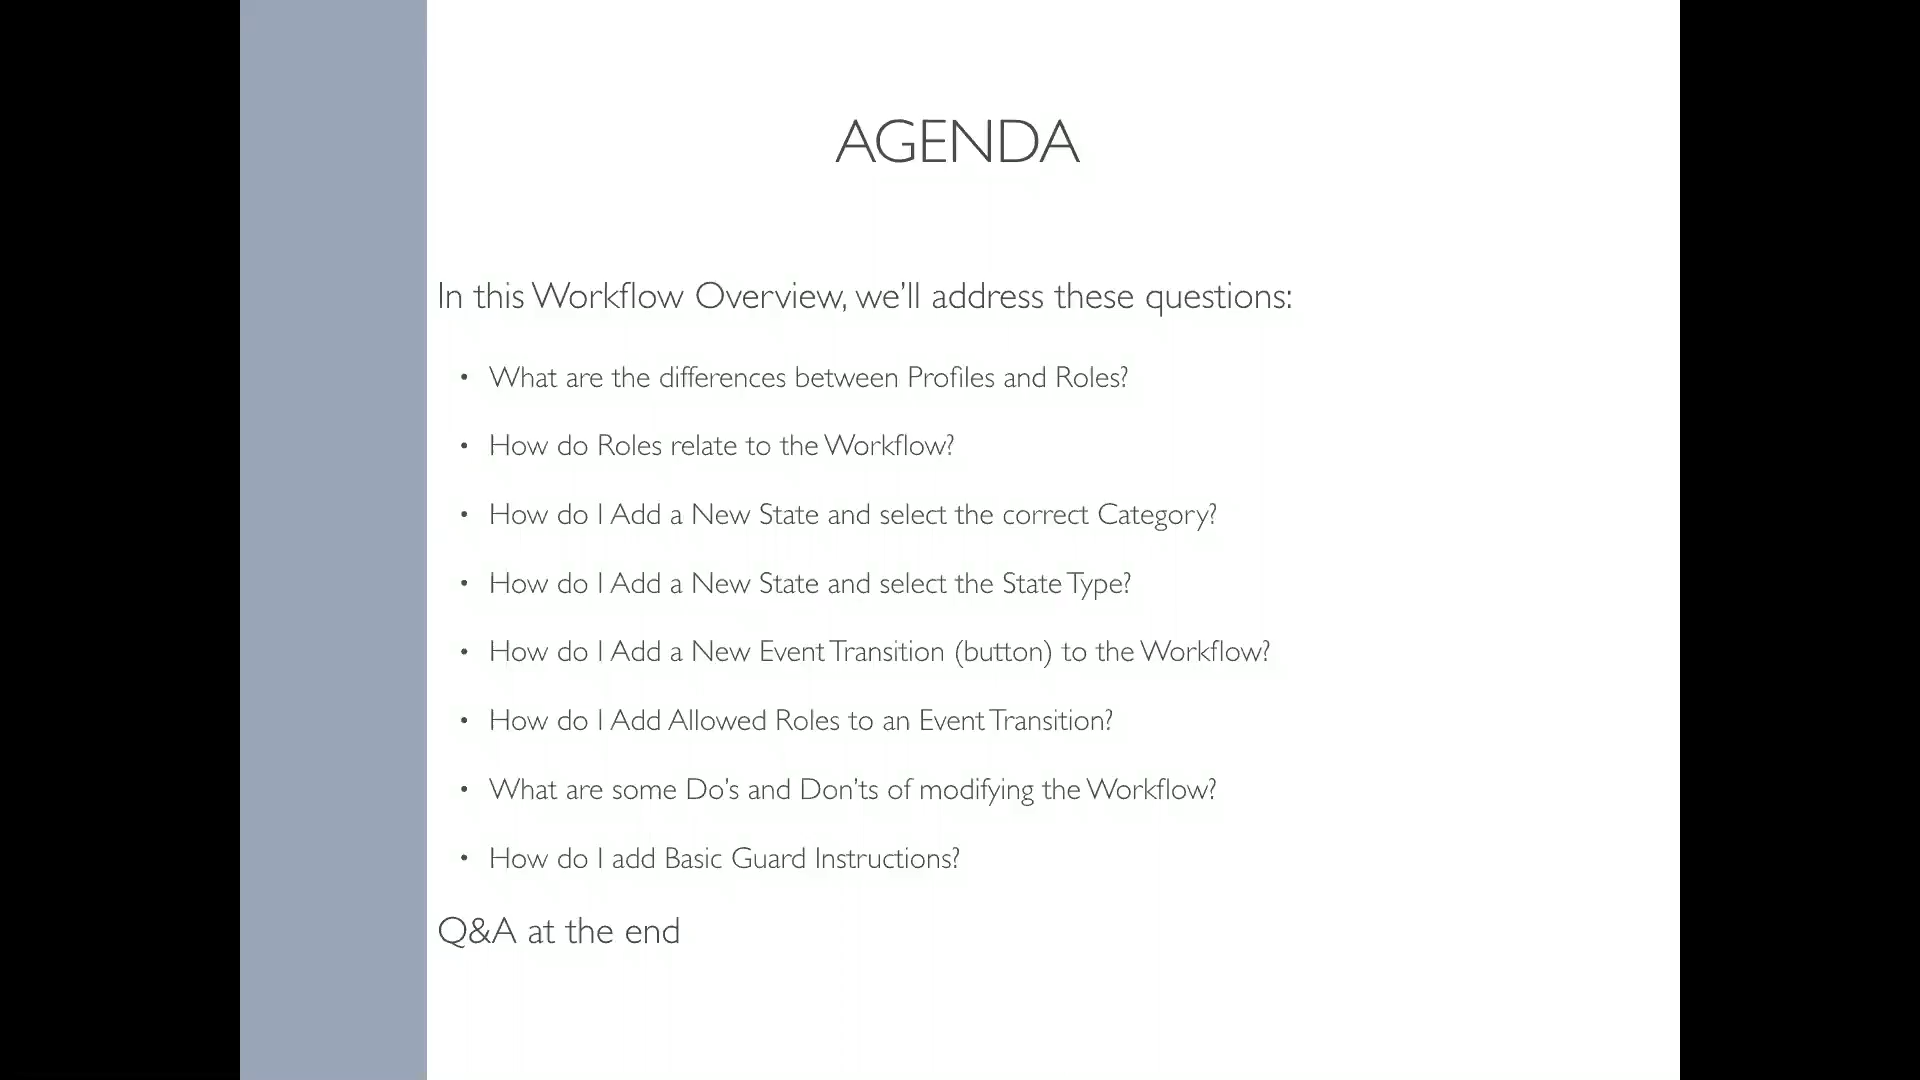 AGENDA
In this Workflow Overview, we’ll address these questions:
• What are the differences between Profiles and Roles?
• How do Roles relate to the Workflow?
• How do I Add a New State and select the correct Category?
• How do I Add a New State and select the State Type?
• How do I Add a New Event Transition (button) to the Workflow?
• How do I Add Allowed Roles to an Event Transition?
• What are some Do’s and Don’ts of modifying the Workflow?
• How do I add Basic Guard Instructions?
Q&A at the end